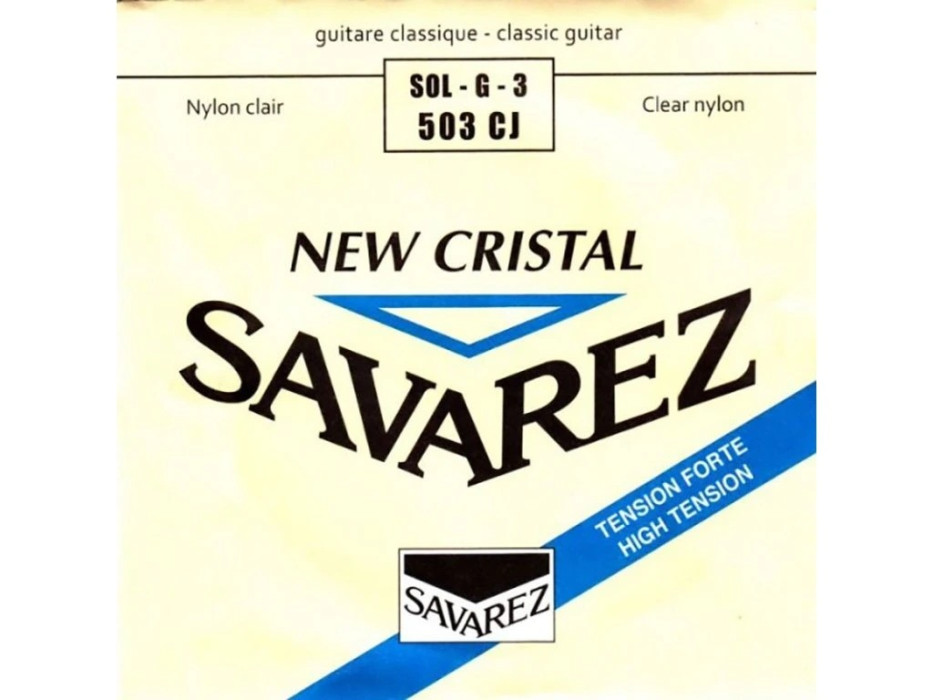 guitare classique - classic guitar
SOL - G - 3
Nylon clair
503 CJ
Clear nylon
NEW CRISTAL
SAVAREZ
TENSION FORTE
HIGH TENSION
SAVAREZ